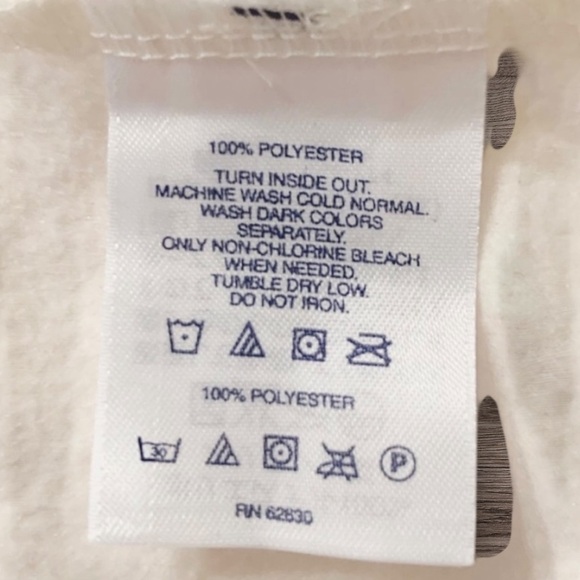 100% POLYESTER
TURN INSIDE OUT.
MACHINE WASH COLD NORMAL.
WASH DARK COLORS
SEPARATELY.
ONLY NON-CHLORINE BLEACH
WHEN NEEDED.
TUMBLE DRY LOW.
DO NOT IRON.
100% POLYESTER
30 P
RN 62630